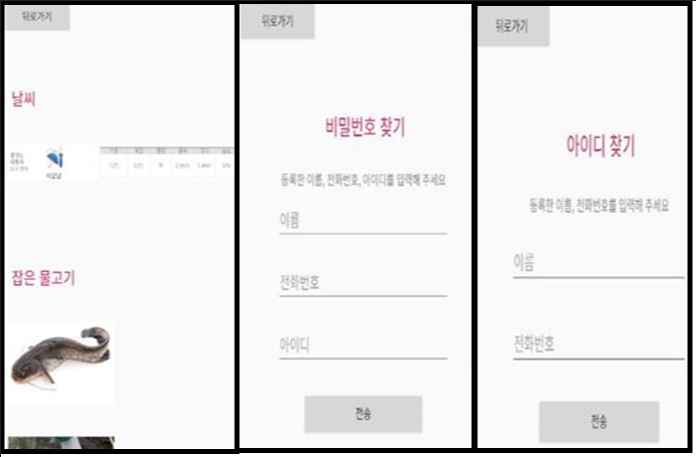 뒤로가기
날씨
잡은 물고기
뒤로가기
비밀번호 찾기
등록한 이름, 전화번호, 아이디를 입력해 주세요
이름
전화번호
아이디
전송
뒤로가기
아이디 찾기
등록한 이름, 전화번호를 입력해 주세요
이름
전화번호
전송